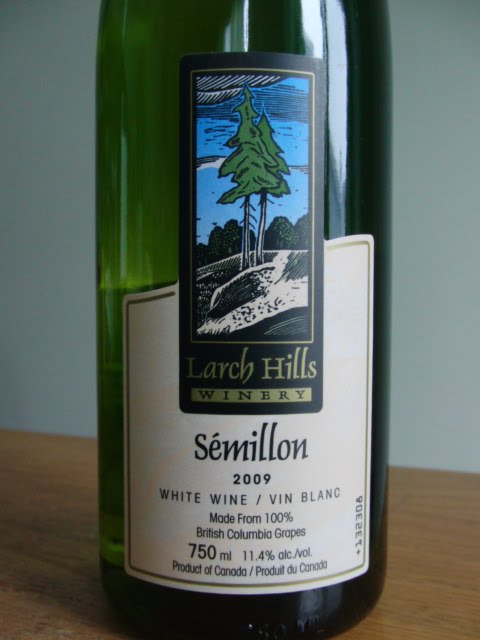 Larch Hills
WINERY
Sémillon
2009
WHITE WINE / VIN BLANC
Made From 100%
British Columbia Grapes
750 ml 11.4% alc./vol.
Product of Canada / Produit du Canada
+132308